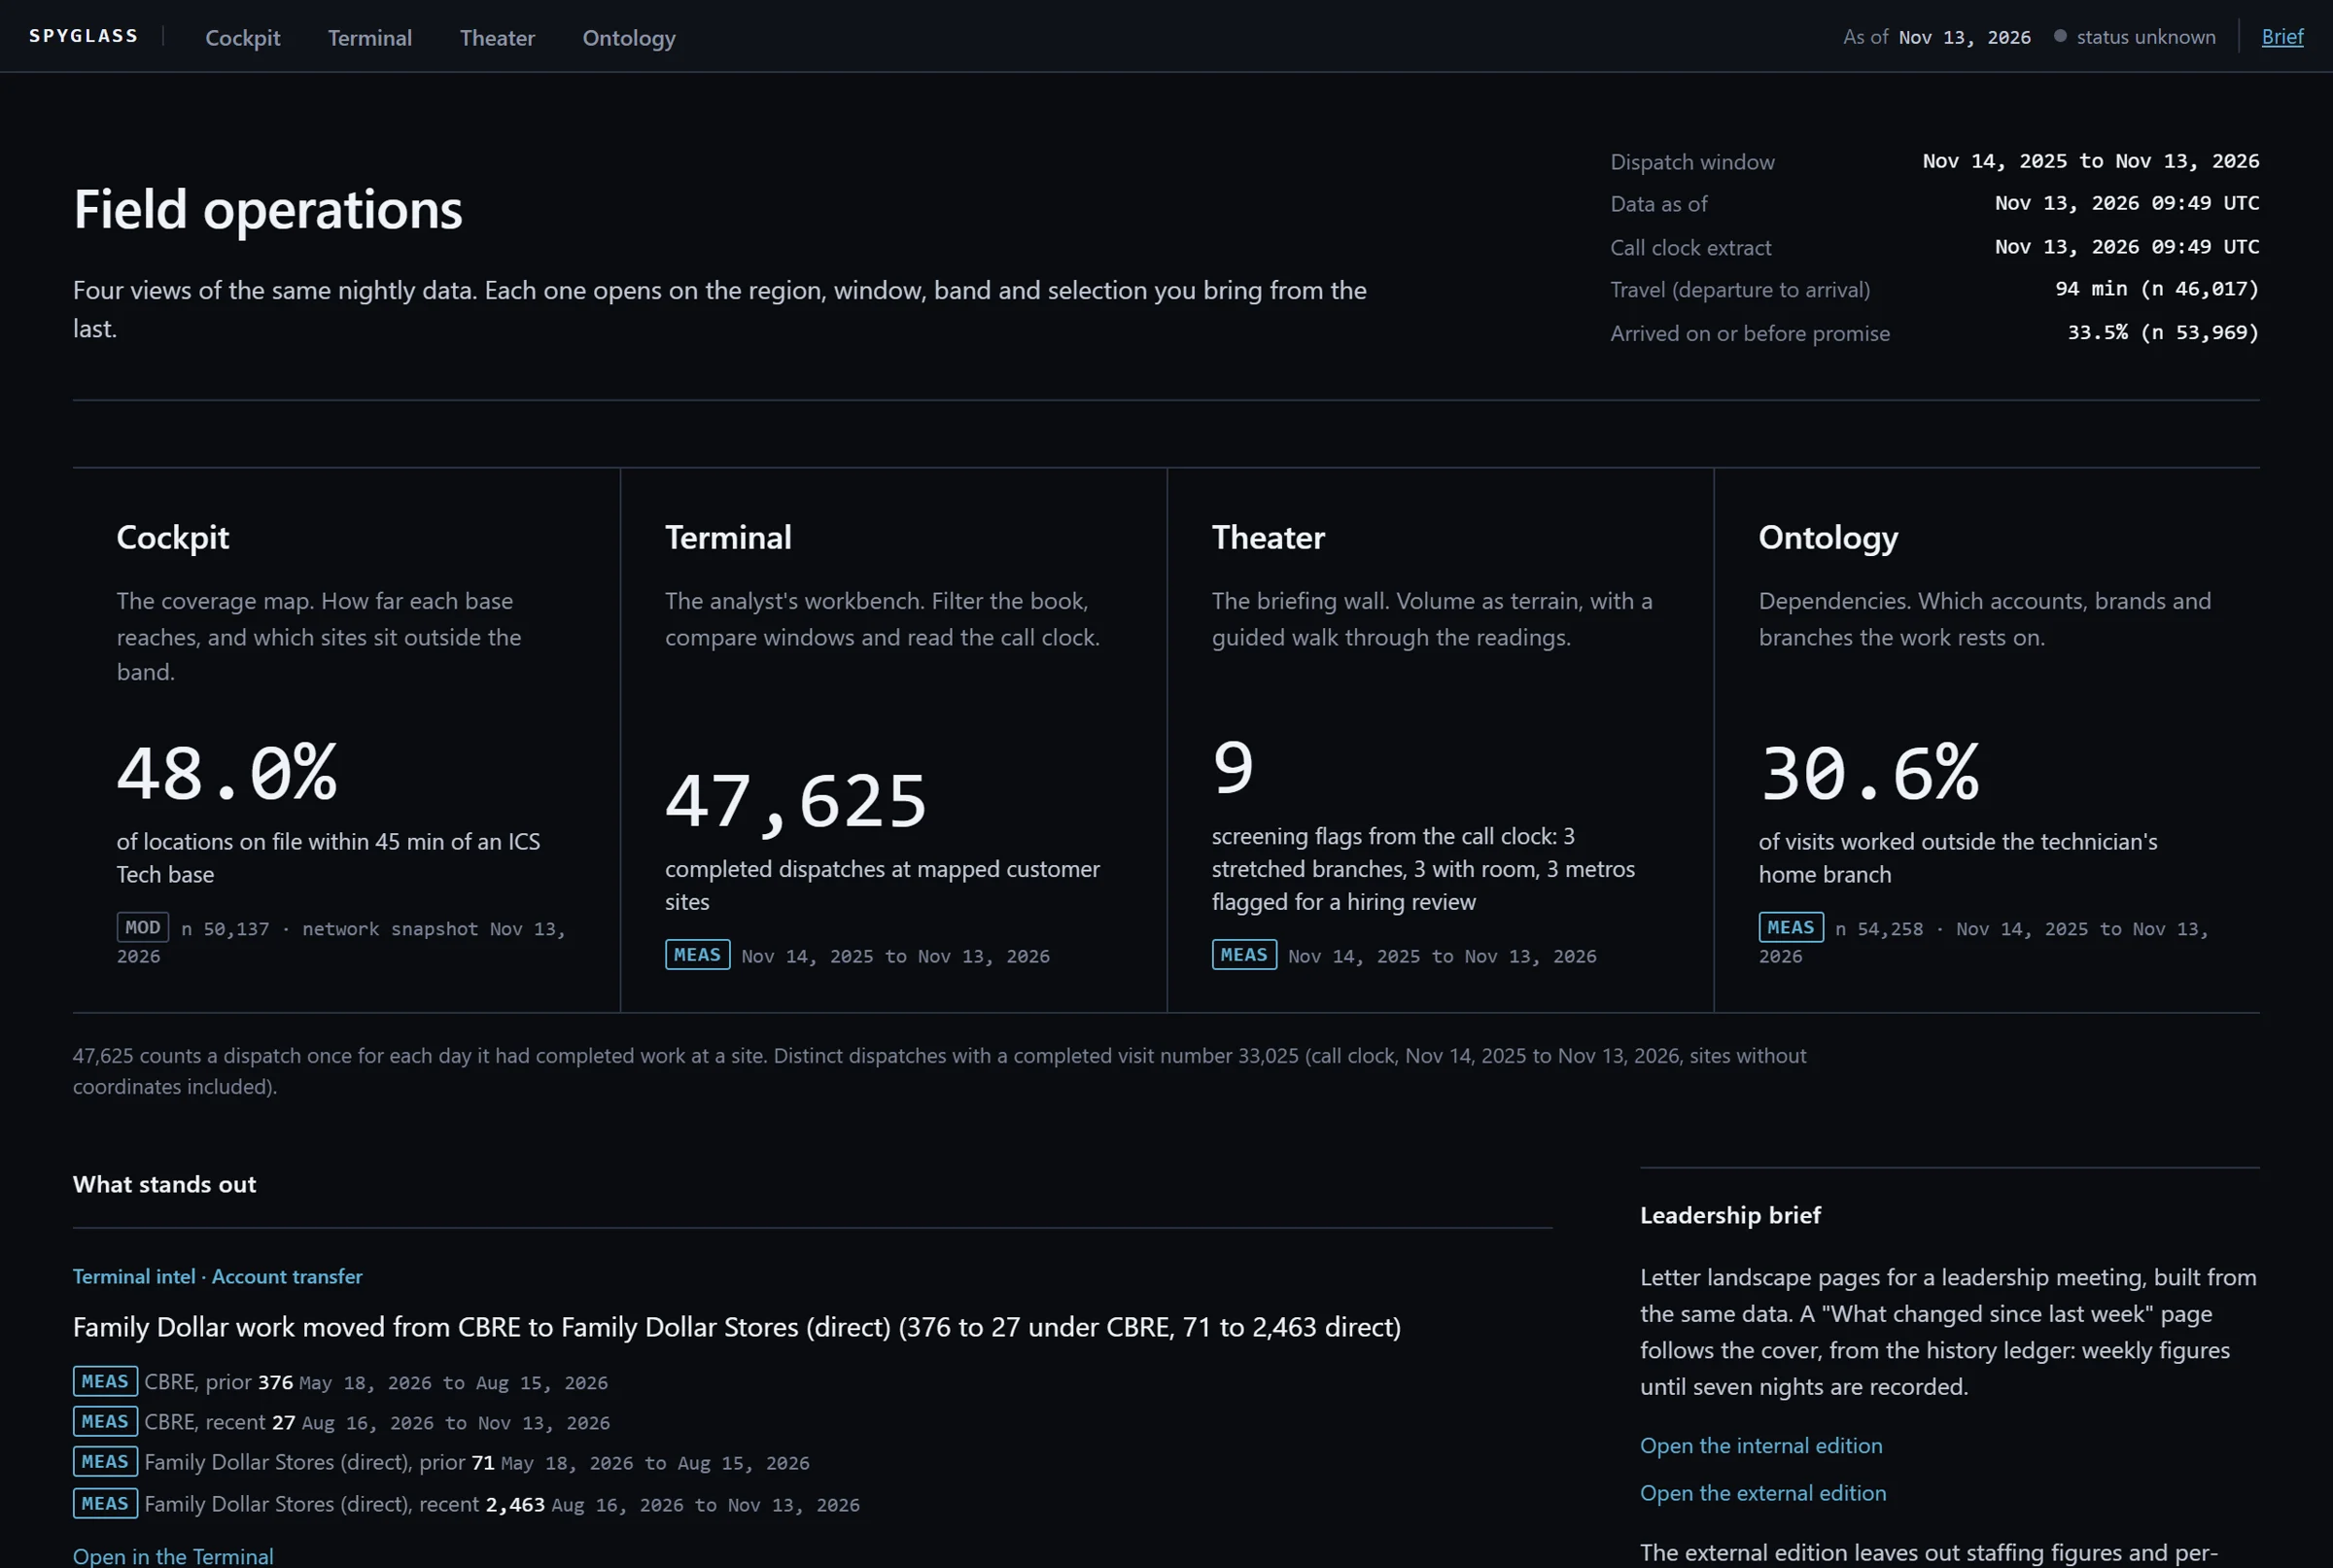 SPYGLASS
Cockpit
Terminal
Theater
Ontology
As of Nov 13, 2026
status unknown
Brief
Field operations
Four views of the same nightly data. Each one opens on the region, window, band and selection you bring from the
last.
Dispatch window Nov 14, 2025 to Nov 13, 2026
Data as of Nov 13, 2026 09:49 UTC
Call clock extract Nov 13, 2026 09:49 UTC
Travel (departure to arrival) 94 min (n 46,017)
Arrived on or before promise 33.5% (n 53,969)
Cockpit
The coverage map. How far each base
reaches, and which sites sit outside the
band.
48.0%
of locations on file within 45 min of an ICS
Tech base
MOD n 50,137 · network snapshot Nov 13,
2026
Terminal
The analyst's workbench. Filter the book,
compare windows and read the call clock.
47,625
completed dispatches at mapped customer
sites
MEAS Nov 14, 2025 to Nov 13, 2026
Theater
The briefing wall. Volume as terrain, with a
guided walk through the readings.
9
screening flags from the call clock: 3
stretched branches, 3 with room, 3 metros
flagged for a hiring review
MEAS Nov 14, 2025 to Nov 13, 2026
Ontology
Dependencies. Which accounts, brands and
branches the work rests on.
30.6%
of visits worked outside the technician's
home branch
MEAS n 54,258 · Nov 14, 2025 to Nov 13,
2026
47,625 counts a dispatch once for each day it had completed work at a site. Distinct dispatches with a completed visit number 33,025 (call clock, Nov 14, 2025 to Nov 13, 2026, sites without
coordinates included).
What stands out
Terminal intel · Account transfer
Family Dollar work moved from CBRE to Family Dollar Stores (direct) (376 to 27 under CBRE, 71 to 2,463 direct)
MEAS CBRE, prior 376 May 18, 2026 to Aug 15, 2026
MEAS CBRE, recent 27 Aug 16, 2026 to Nov 13, 2026
MEAS Family Dollar Stores (direct), prior 71 May 18, 2026 to Aug 15, 2026
MEAS Family Dollar Stores (direct), recent 2,463 Aug 16, 2026 to Nov 13, 2026
Open in the Terminal
Leadership brief
Letter landscape pages for a leadership meeting, built from
the same data. A "What changed since last week" page
follows the cover, from the history ledger: weekly figures
until seven nights are recorded.
Open the internal edition
Open the external edition
The external edition leaves out staffing figures and per-